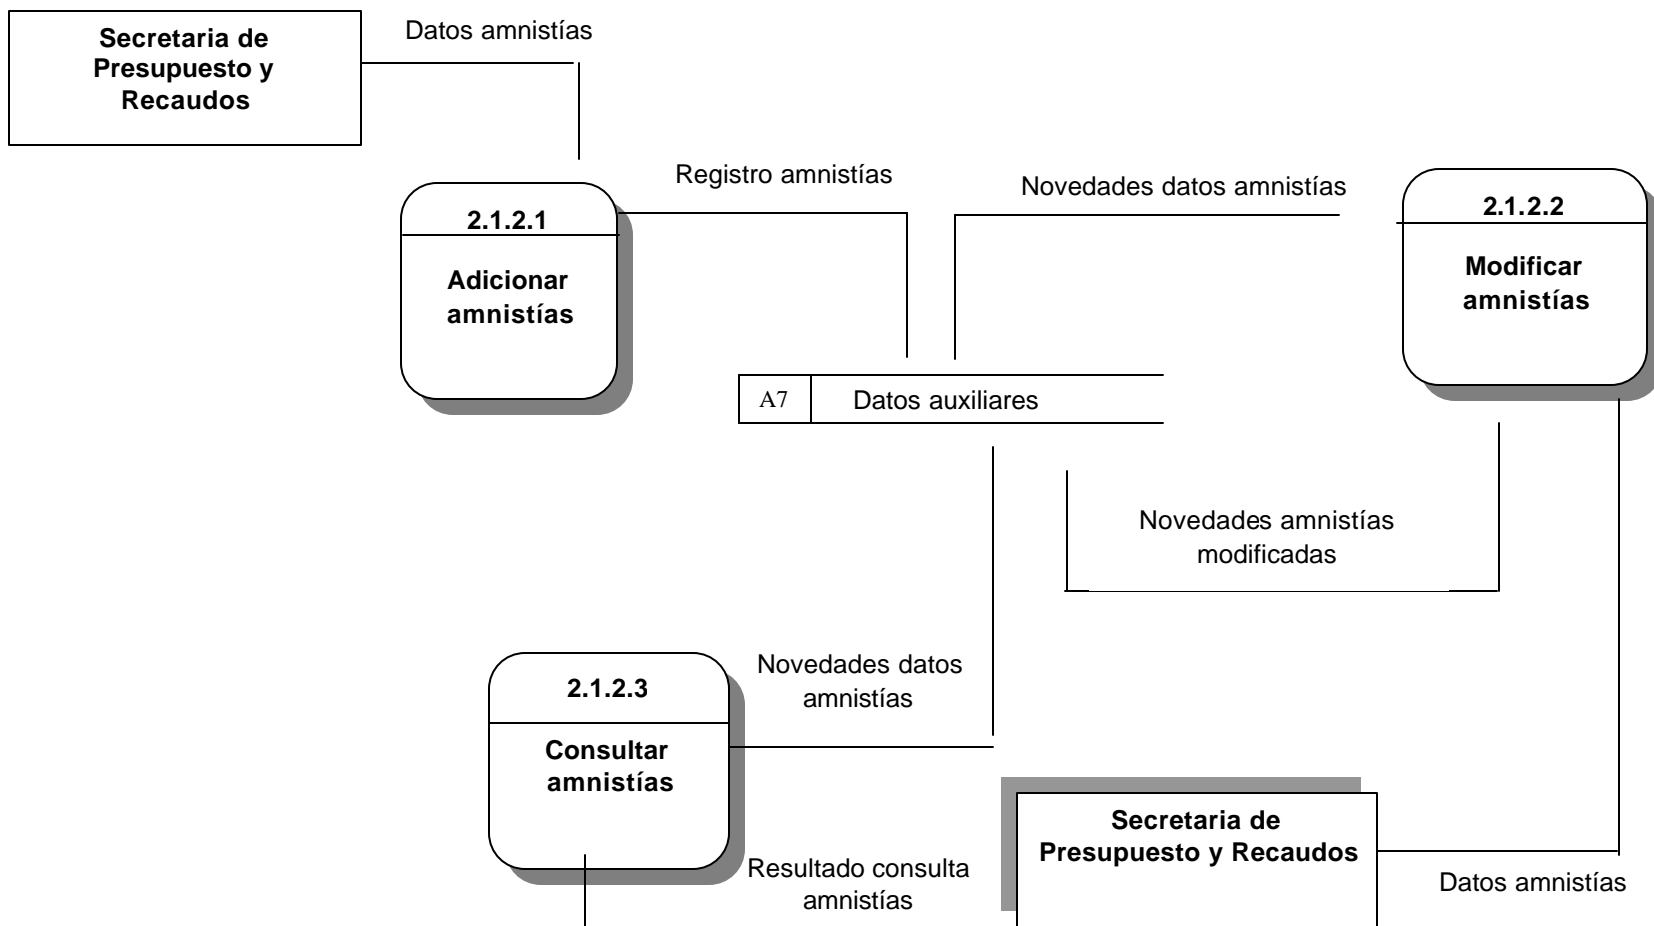 Secretaria de
Presupuesto y
Recaudos
Datos amnistías
Registro amnistías
Novedades datos amnistías
2.1.2.1
Adicionar
amnistías
2.1.2.2
Modificar
amnistías
A7 Datos auxiliares
Novedades amnistías
modificadas
2.1.2.3
Consultar
amnistías
Novedades datos
amnistías
Resultado consulta
amnistías
Secretaria de
Presupuesto y Recaudos
Datos amnistías